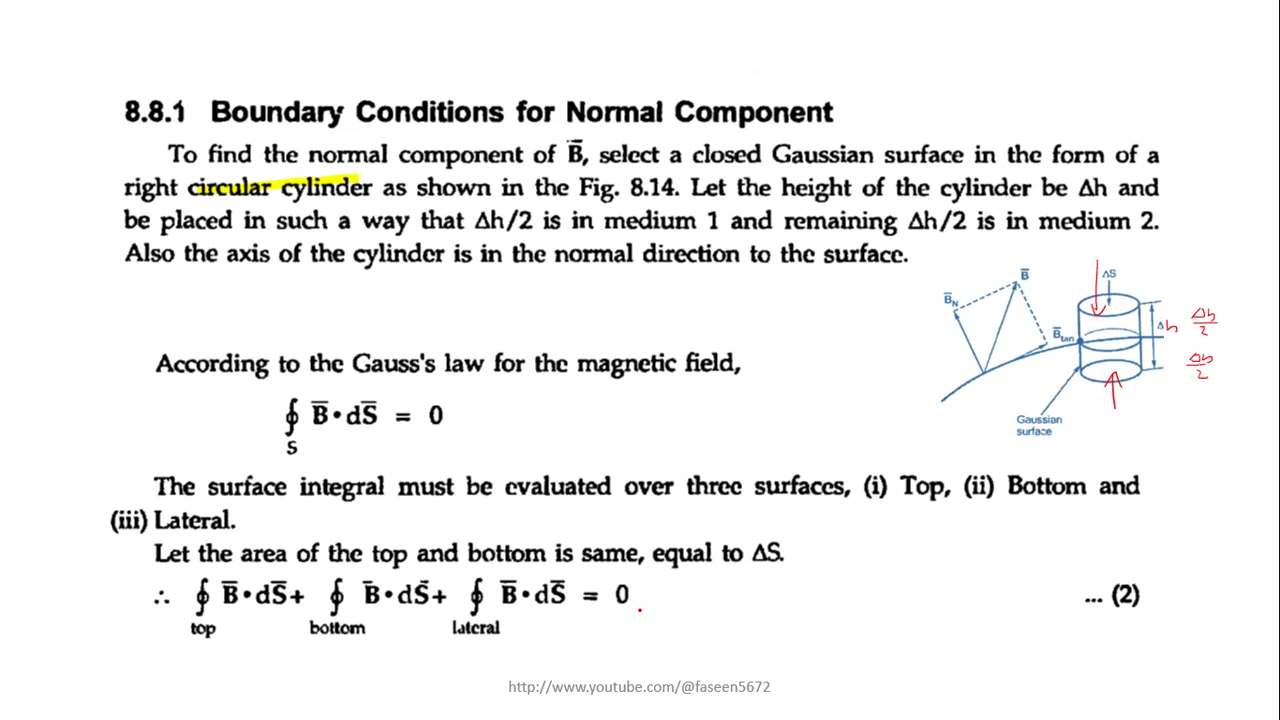 8.8.1 Boundary Conditions for Normal Component
To find the normal component of B̄, select a closed Gaussian surface in the form of a
right circular cylinder as shown in the Fig. 8.14. Let the height of the cylinder be Δh and
be placed in such a way that Δh/2 is in medium 1 and remaining Δh/2 is in medium 2.
Also the axis of the cylinder is in the normal direction to the surface.
B̄
ΔS
B̄N
B̄tan
Δh
Δh/2
Δh/2
Gaussian
surface
According to the Gauss's law for the magnetic field,
∮ B̄•dS̄ = 0
S
The surface integral must be evaluated over three surfaces, (i) Top, (ii) Bottom and
(iii) Lateral.
Let the area of the top and bottom is same, equal to ΔS.
∴ ∮ B̄•dS̄+ ∮ B̄•dS̄+ ∮ B̄•dS̄ = 0 ... (2)
top bottom lateral
http://www.youtube.com/@faseen5672